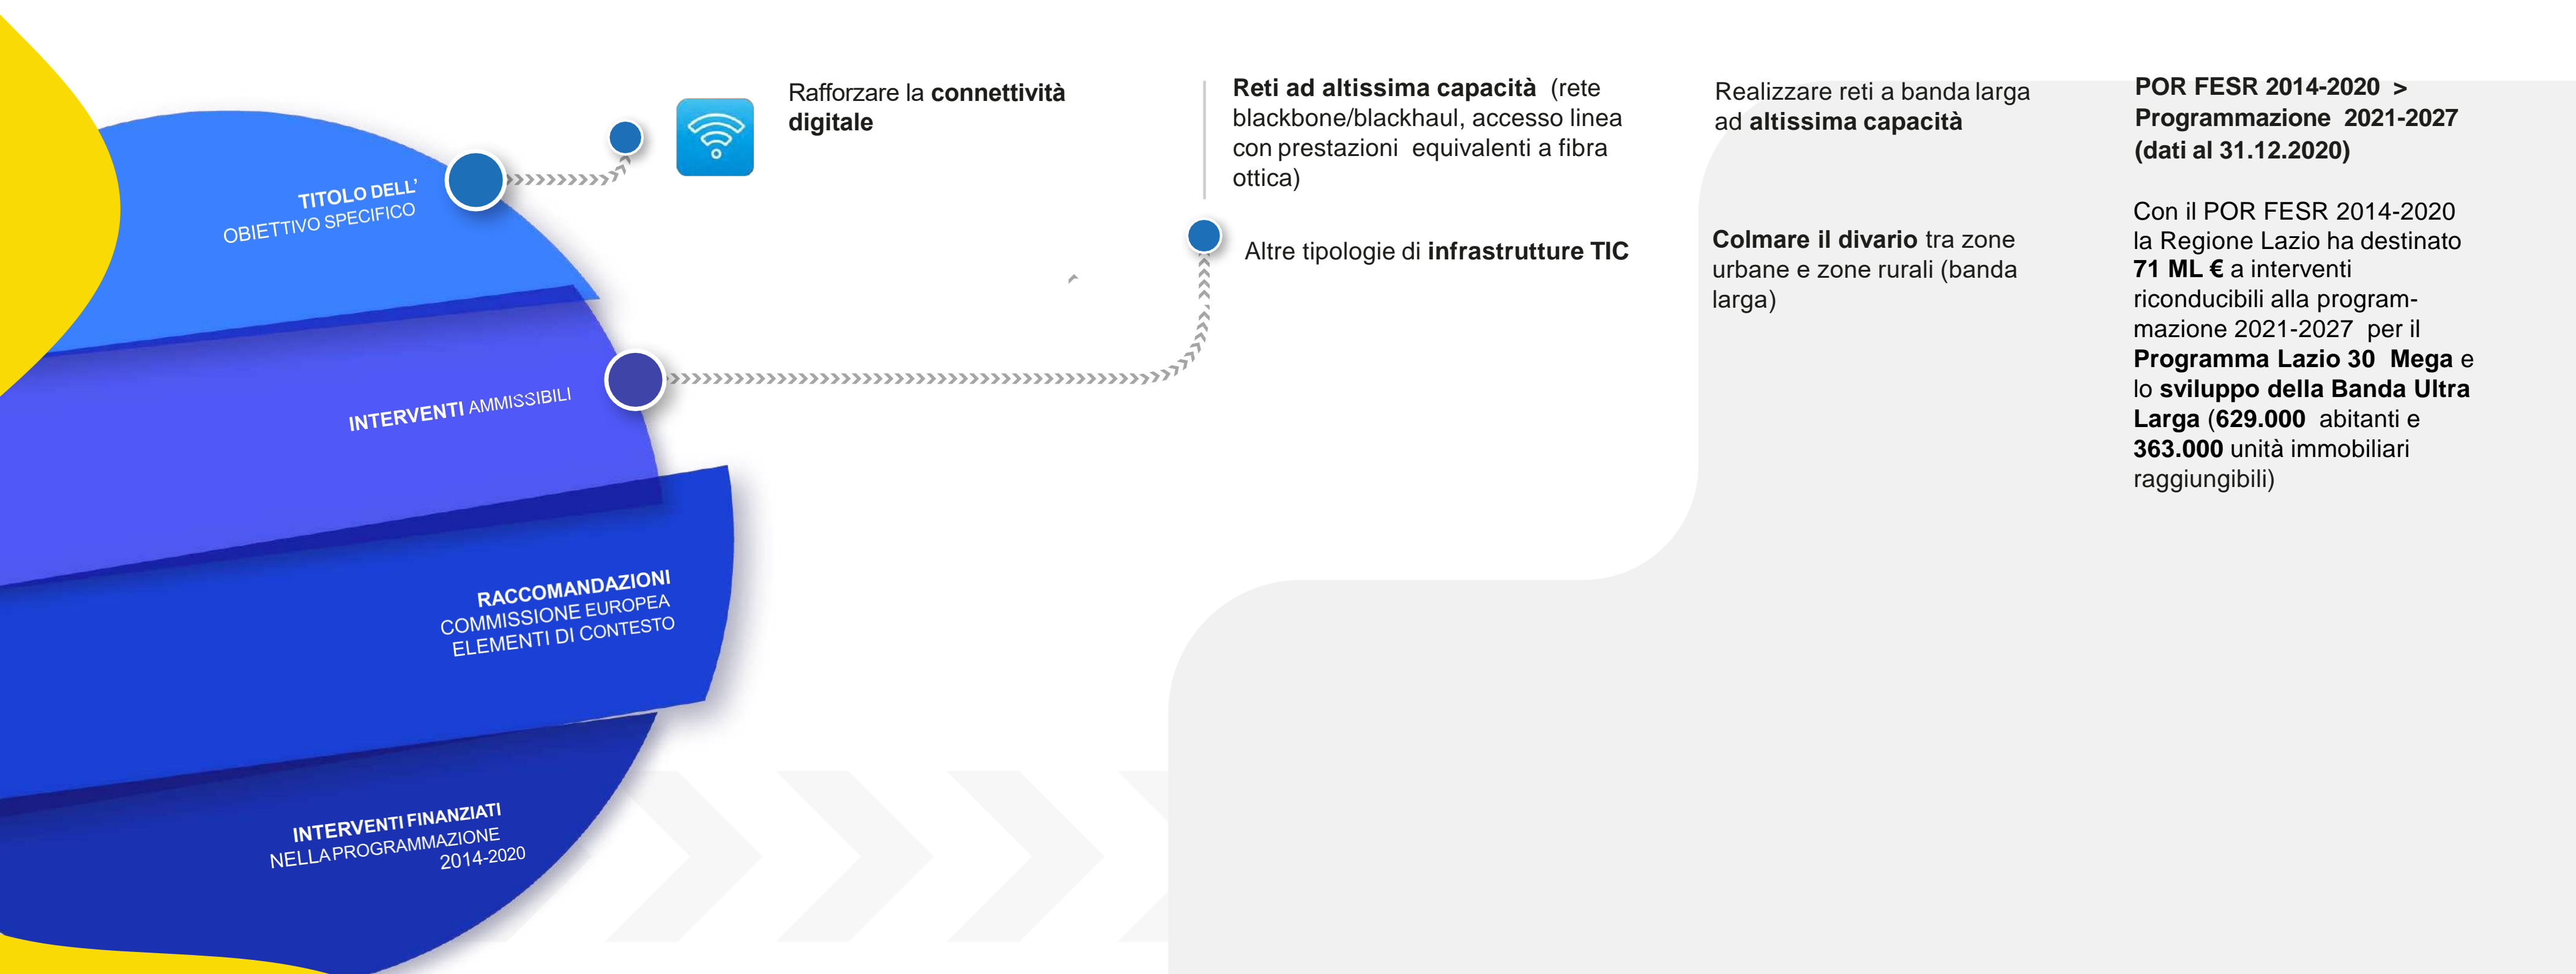 TITOLO DELL'
OBIETTIVO SPECIFICO
INTERVENTI AMMISSIBILI
RACCOMANDAZIONI
COMMISSIONE EUROPEA
ELEMENTI DI CONTESTO
INTERVENTI FINANZIATI
NELLA PROGRAMMAZIONE
2014-2020
Rafforzare la connettività
digitale
Reti ad altissima capacità (rete
blackbone/blackhaul, accesso linea
con prestazioni equivalenti a fibra
ottica)
Altre tipologie di infrastrutture TIC
Realizzare reti a banda larga
ad altissima capacità
Colmare il divario tra zone
urbane e zone rurali (banda
larga)
POR FESR 2014-2020 >
Programmazione 2021-2027
(dati al 31.12.2020)
Con il POR FESR 2014-2020
la Regione Lazio ha destinato
71 ML € a interventi
riconducibili alla program-
mazione 2021-2027 per il
Programma Lazio 30 Mega e
lo sviluppo della Banda Ultra
Larga (629.000 abitanti e
363.000 unità immobiliari
raggiungibili)